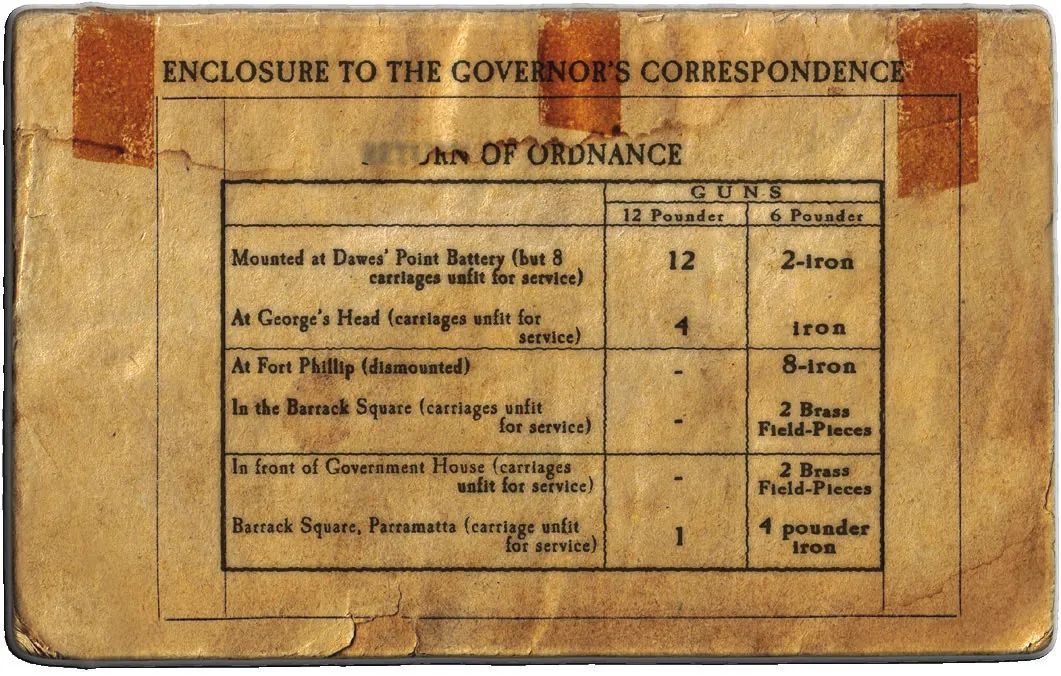 ENCLOSURE TO THE GOVERNOR'S CORRESPONDENCE
RETURN OF ORDNANCE
GUNS
12 Pounder 6 Pounder
Mounted at Dawes' Point Battery (but 8 12 2-iron
carriages unfit for service)
At George's Head (carriages unfit for 4 iron
service)
At Fort Phillip (dismounted) - 8-iron
In the Barrack Square (carriages unfit - 2 Brass
for service) Field-Pieces
In front of Government House (carriages - 2 Brass
unfit for service) Field-Pieces
Barrack Square, Parramatta (carriage unfit 1 4 pounder
for service) iron